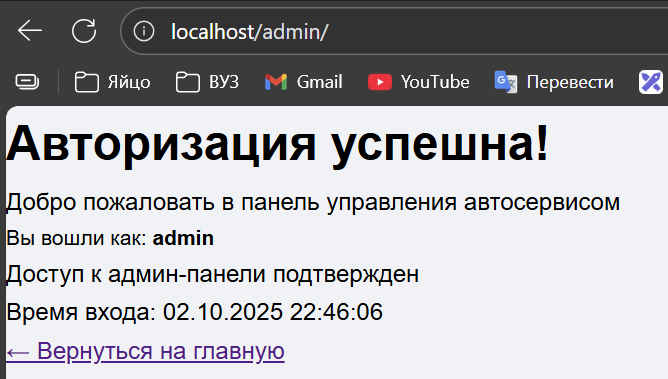 localhost/admin/
Яйцо ВУЗ Gmail YouTube Перевести
Авторизация успешна!
Добро пожаловать в панель управления автосервисом
Вы вошли как: admin
Доступ к админ-панели подтвержден
Время входа: 02.10.2025 22:46:06
← Вернуться на главную